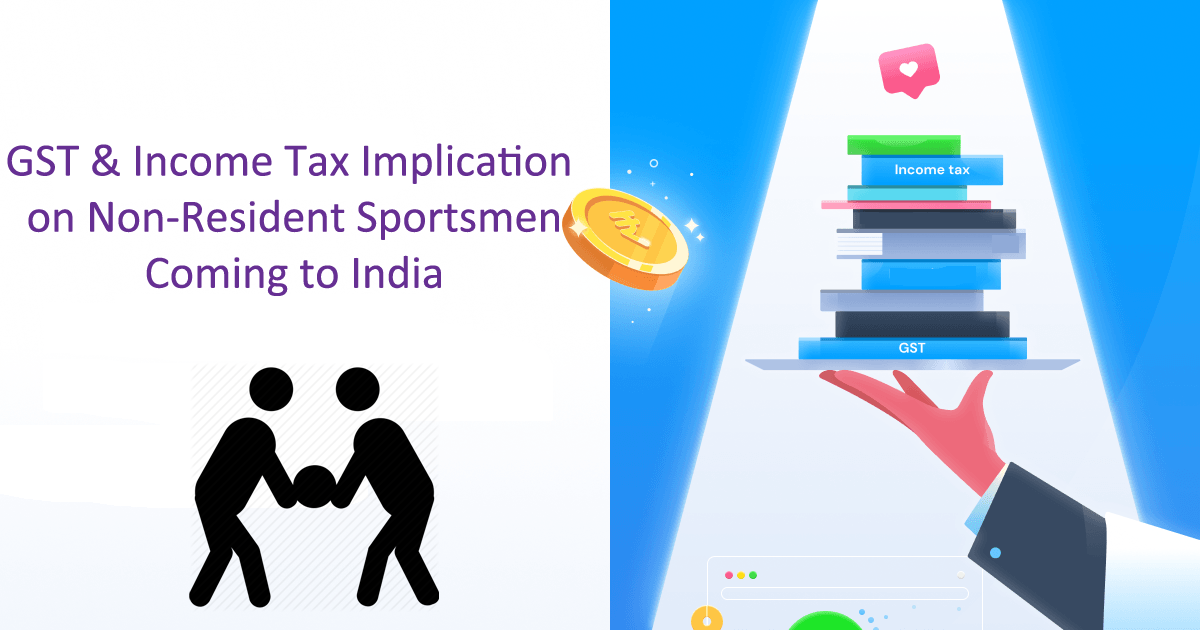 GST & Income Tax Implication
on Non-Resident Sportsmen
Coming to India
Income tax
GST